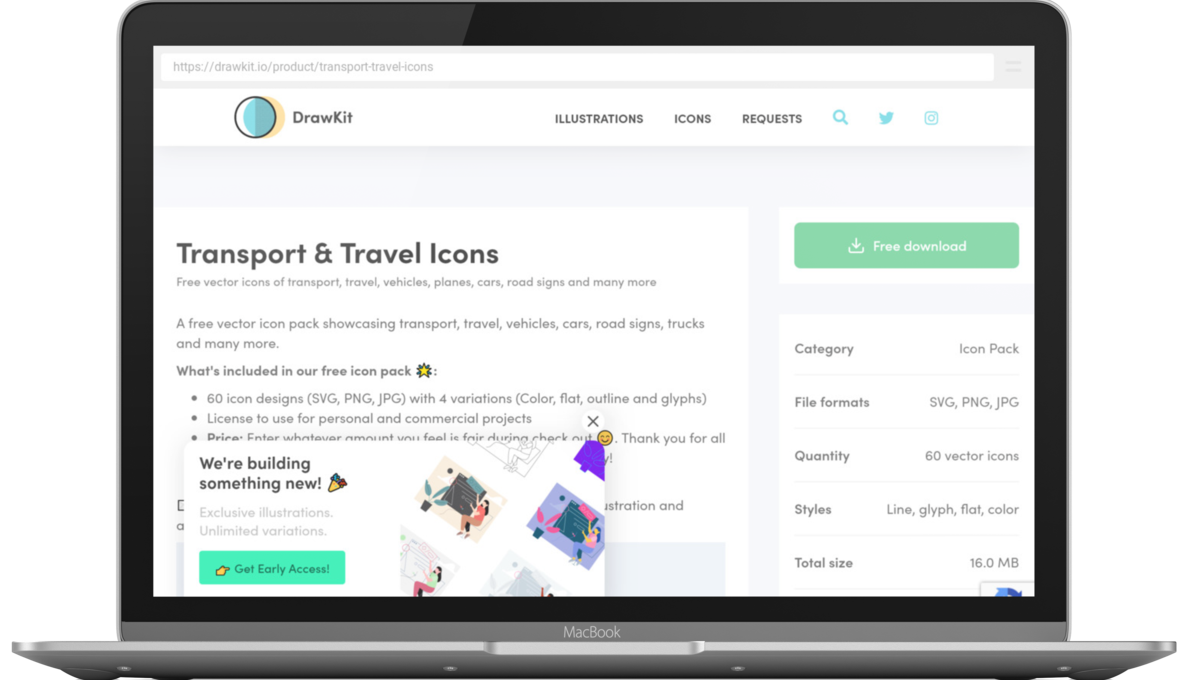 https://drawkit.io/product/transport-travel-icons
DrawKit
ILLUSTRATIONS ICONS REQUESTS
Transport & Travel Icons
Free vector icons of transport, travel, vehicles, planes, cars, road signs and many more
A free vector icon pack showcasing transport, travel, vehicles, cars, road signs, trucks
and many more.
What's included in our free icon pack 🌟:
• 60 icon designs (SVG, PNG, JPG) with 4 variations (Color, flat, outline and glyphs)
• License to use for personal and commercial projects
• Price: Enter whatever amount you feel is fair during check out 😊. Thank you for all
y!
ustration and
a
We're building
something new! 🎉
Exclusive illustrations.
Unlimited variations.
👉 Get Early Access!
Free download
Category Icon Pack
File formats SVG, PNG, JPG
Quantity 60 vector icons
Styles Line, glyph, flat, color
Total size 16.0 MB
MacBook